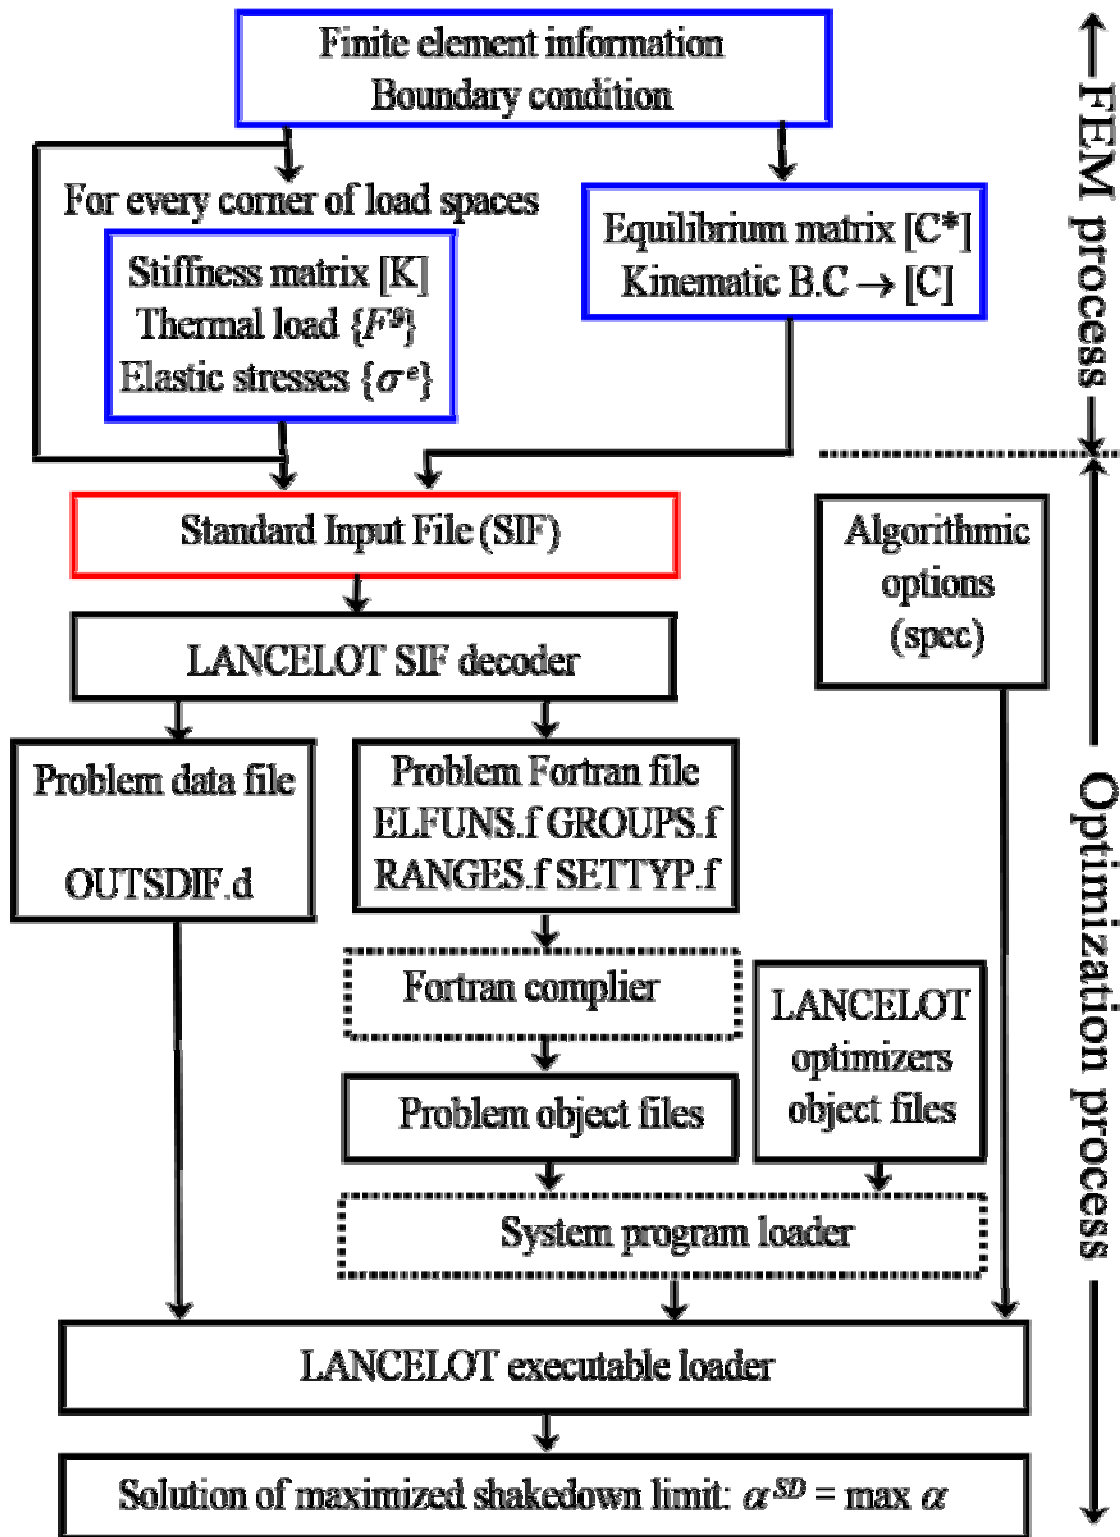 Finite element information
Boundary condition
For every corner of load spaces
Stiffness matrix [K]
Thermal load {F^θ}
Elastic stresses {σ^e}
Equilibrium matrix [C*]
Kinematic B.C → [C]
FEM process
Standard Input File (SIF)
Algorithmic
options
(spec)
LANCELOT SIF decoder
Problem data file
OUTSDIF.d
Problem Fortran file
ELFUNS.f GROUPS.f
RANGES.f SETTYP.f
Fortran complier
LANCELOT
optimizers
object files
Problem object files
System program loader
Optimization process
LANCELOT executable loader
Solution of maximized shakedown limit: α^SD = max α